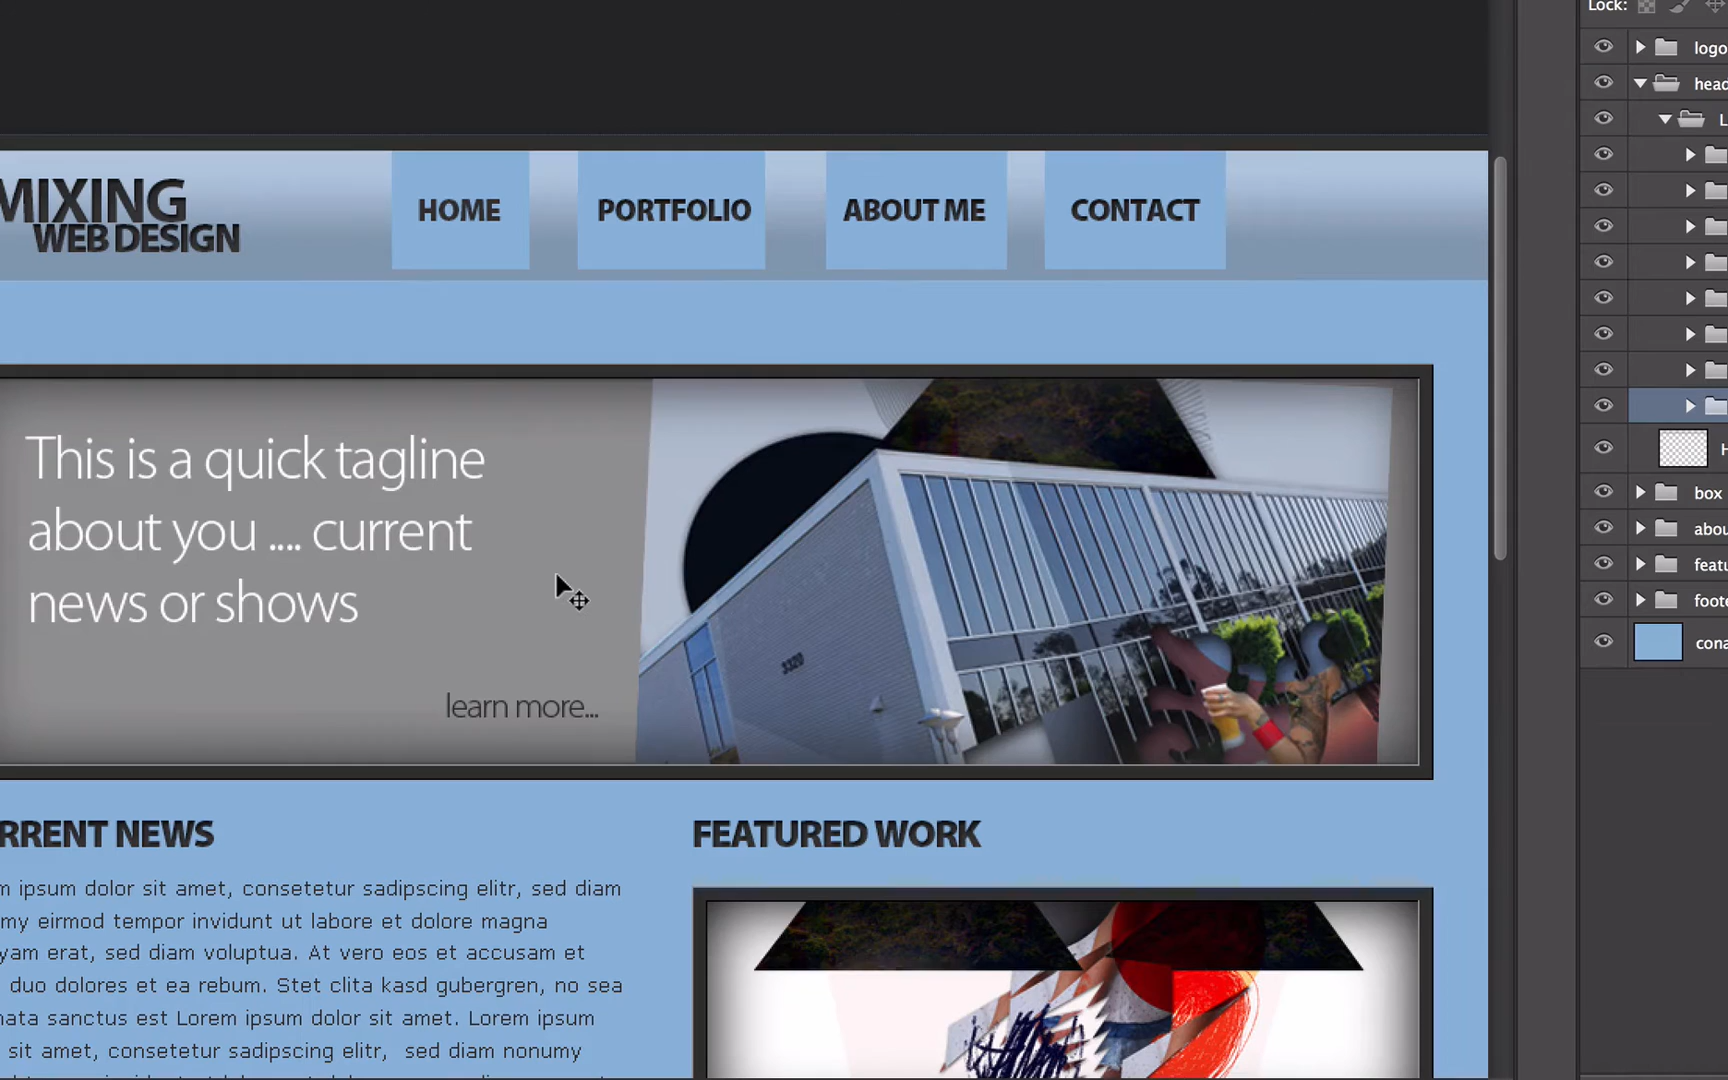 Lock:
logo
head
L
MIXING
WEB DESIGN
HOME
PORTFOLIO
ABOUT ME
CONTACT
This is a quick tagline
about you .... current
news or shows
learn more...
3320
H
box
abou
featu
foote
cona
RRENT NEWS
m ipsum dolor sit amet, consetetur sadipscing elitr, sed diam
my eirmod tempor invidunt ut labore et dolore magna
yam erat, sed diam voluptua. At vero eos et accusam et
duo dolores et ea rebum. Stet clita kasd gubergren, no sea
nata sanctus est Lorem ipsum dolor sit amet. Lorem ipsum
sit amet, consetetur sadipscing elitr,  sed diam nonumy
FEATURED WORK